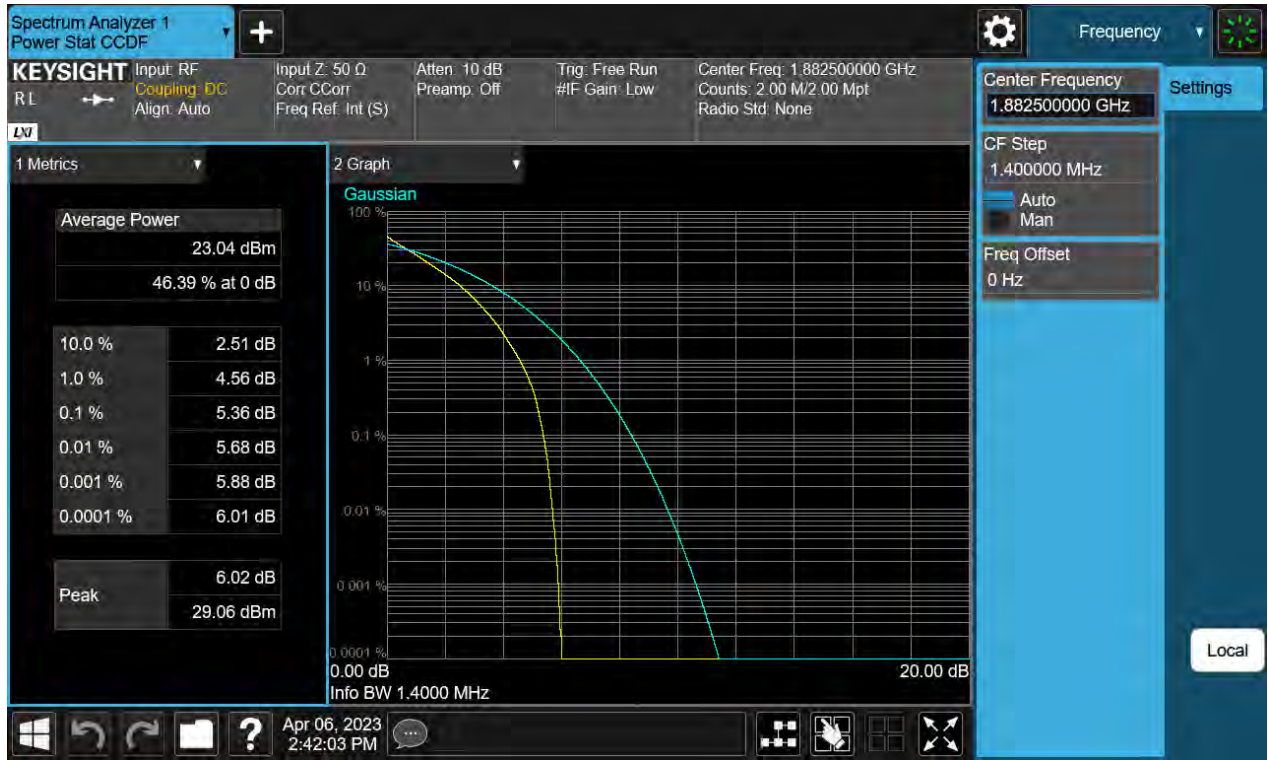 Spectrum Analyzer 1
Power Stat CCDF
+
Frequency
KEYSIGHT
RL
LXI
Input: RF
Coupling: DC
Align: Auto
Input Z: 50 Ω
Corr CCorr
Freq Ref: Int (S)
Atten: 10 dB
Preamp: Off
Trig: Free Run
#IF Gain: Low
Center Freq: 1.882500000 GHz
Counts: 2.00 M/2.00 Mpt
Radio Std: None
Center Frequency
1.882500000 GHz
Settings
CF Step
1.400000 MHz
Auto
Man
Freq Offset
0 Hz
1 Metrics
Average Power
23.04 dBm
46.39 % at 0 dB
10.0 % 2.51 dB
1.0 % 4.56 dB
0.1 % 5.36 dB
0.01 % 5.68 dB
0.001 % 5.88 dB
0.0001 % 6.01 dB
Peak
6.02 dB
29.06 dBm
2 Graph
Gaussian
100 %
10 %
1 %
0.1 %
0.01 %
0.001 %
0.0001 %
0.00 dB 20.00 dB
Info BW 1.4000 MHz
Local
?
Apr 06, 2023
2:42:03 PM